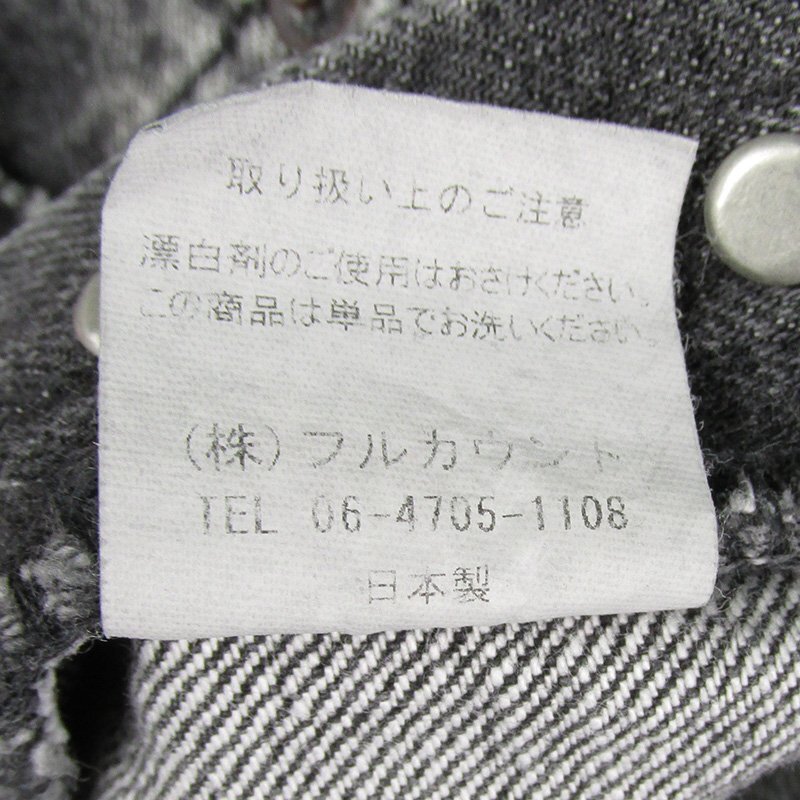 取り扱い上のご注意
漂白剤のご使用はおさけください。
この商品は単品でお洗いください。
(株)フルカウント
TEL 06-4705-1108
日本製